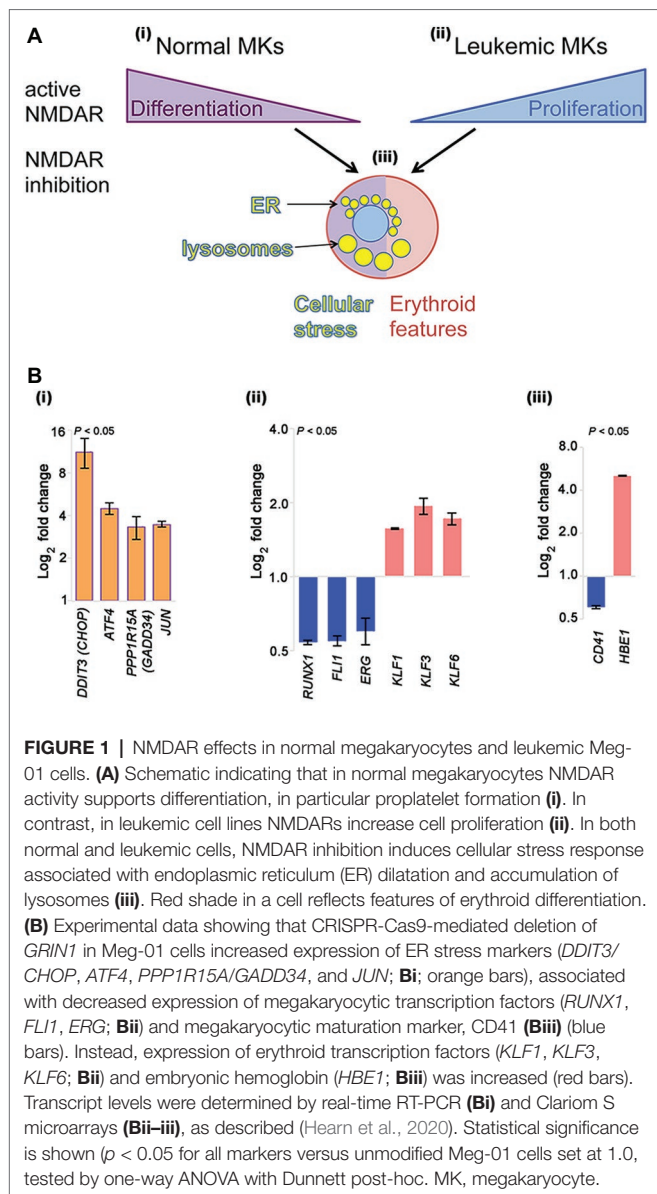 A
(i) Normal MKs
(ii) Leukemic MKs
active
NMDAR
Differentiation
Proliferation
NMDAR
inhibition
(iii)
ER
lysosomes
Cellular
stress
Erythroid
features
B
(i)
(ii)
(iii)
16
8
4
2
1
Log2 fold change
P < 0.05
DDIT3 (CHOP)
ATF4
PPP1R15A
(GADD34)
JUN
4.0
2.0
1.0
0.5
Log2 fold change
P < 0.05
RUNX1
FLI1
ERG
KLF1
KLF3
KLF6
8.0
4.0
1.0
0.5
Log2 fold change
P < 0.05
CD41
HBE1
FIGURE 1 | NMDAR effects in normal megakaryocytes and leukemic Meg-
01 cells. (A) Schematic indicating that in normal megakaryocytes NMDAR
activity supports differentiation, in particular proplatelet formation (i). In
contrast, in leukemic cell lines NMDARs increase cell proliferation (ii). In both
normal and leukemic cells, NMDAR inhibition induces cellular stress response
associated with endoplasmic reticulum (ER) dilatation and accumulation of
lysosomes (iii). Red shade in a cell reflects features of erythroid differentiation.
(B) Experimental data showing that CRISPR-Cas9-mediated deletion of
GRIN1 in Meg-01 cells increased expression of ER stress markers (DDIT3/
CHOP, ATF4, PPP1R15A/GADD34, and JUN; Bi; orange bars), associated
with decreased expression of megakaryocytic transcription factors (RUNX1,
FLI1, ERG; Bii) and megakaryocytic maturation marker, CD41 (Biii) (blue
bars). Instead, expression of erythroid transcription factors (KLF1, KLF3,
KLF6; Bii) and embryonic hemoglobin (HBE1; Biii) was increased (red bars).
Transcript levels were determined by real-time RT-PCR (Bi) and Clariom S
microarrays (Bii–iii), as described (Hearn et al., 2020). Statistical significance
is shown (p < 0.05 for all markers versus unmodified Meg-01 cells set at 1.0,
tested by one-way ANOVA with Dunnett post-hoc. MK, megakaryocyte.